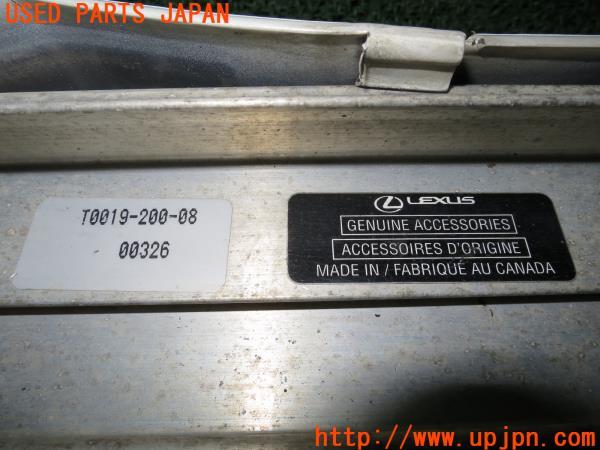 USED PARTS JAPAN
T0019-200-08
00326
LEXUS
GENUINE ACCESSORIES
ACCESSOIRES D'ORIGINE
MADE IN / FABRIQUÉ AU CANADA
http://www.upjpn.com